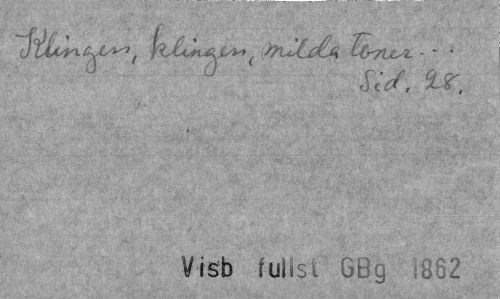 Klingen, klingen, milda toner...
Sid. 28.
Visb fullst GBg 1862